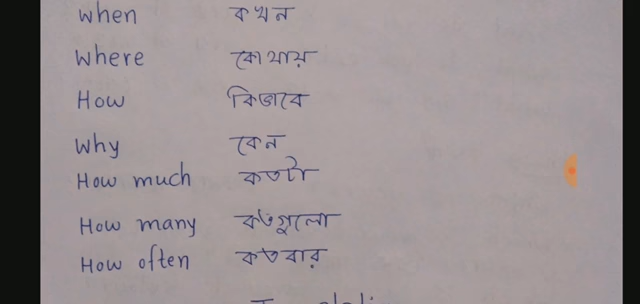 when কখন
Where কোথায়
How কিভাবে
Why কেন
How much কতটা
How many কতগুলো
How often কতবার